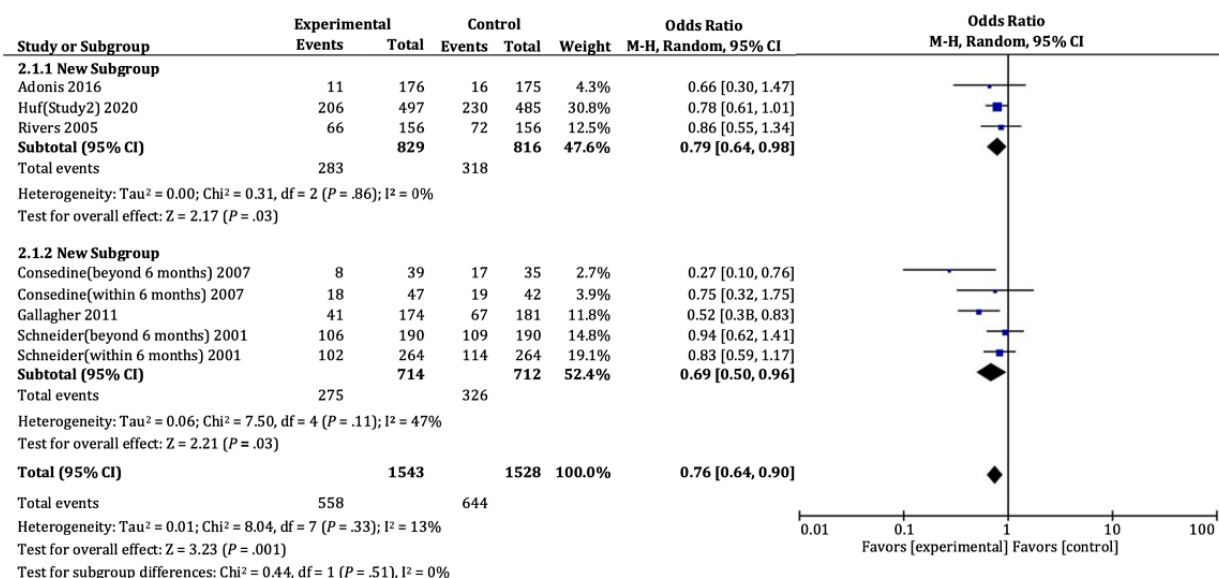 Experimental Control Odds Ratio Odds Ratio
Study or Subgroup Events Total Events Total Weight M-H, Random, 95% CI M-H, Random, 95% CI
2.1.1 New Subgroup
Adonis 2016 11 176 16 175 4.3% 0.66 [0.30, 1.47]
Huf(Study2) 2020 206 497 230 485 30.8% 0.78 [0.61, 1.01]
Rivers 2005 66 156 72 156 12.5% 0.86 [0.55, 1.34]
Subtotal (95% CI) 829 816 47.6% 0.79 [0.64, 0.98]
Total events 283 318
Heterogeneity: Tau² = 0.00; Chi² = 0.31, df = 2 (P = .86); I² = 0%
Test for overall effect: Z = 2.17 (P = .03)
2.1.2 New Subgroup
Consedine(beyond 6 months) 2007 8 39 17 35 2.7% 0.27 [0.10, 0.76]
Consedine(within 6 months) 2007 18 47 19 42 3.9% 0.75 [0.32, 1.75]
Gallagher 2011 41 174 67 181 11.8% 0.52 [0.3B, 0.83]
Schneider(beyond 6 months) 2001 106 190 109 190 14.8% 0.94 [0.62, 1.41]
Schneider(within 6 months) 2001 102 264 114 264 19.1% 0.83 [0.59, 1.17]
Subtotal (95% CI) 714 712 52.4% 0.69 [0.50, 0.96]
Total events 275 326
Heterogeneity: Tau² = 0.06; Chi² = 7.50, df = 4 (P = .11); I² = 47%
Test for overall effect: Z = 2.21 (P = .03)
Total (95% CI) 1543 1528 100.0% 0.76 [0.64, 0.90]
Total events 558 644
Heterogeneity: Tau² = 0.01; Chi² = 8.04, df = 7 (P = .33); I² = 13%
Test for overall effect: Z = 3.23 (P = .001)
Test for subgroup differences: Chi² = 0.44, df = 1 (P = .51), I² = 0%
0.01 0.1 1 10 100
Favors [experimental] Favors [control]